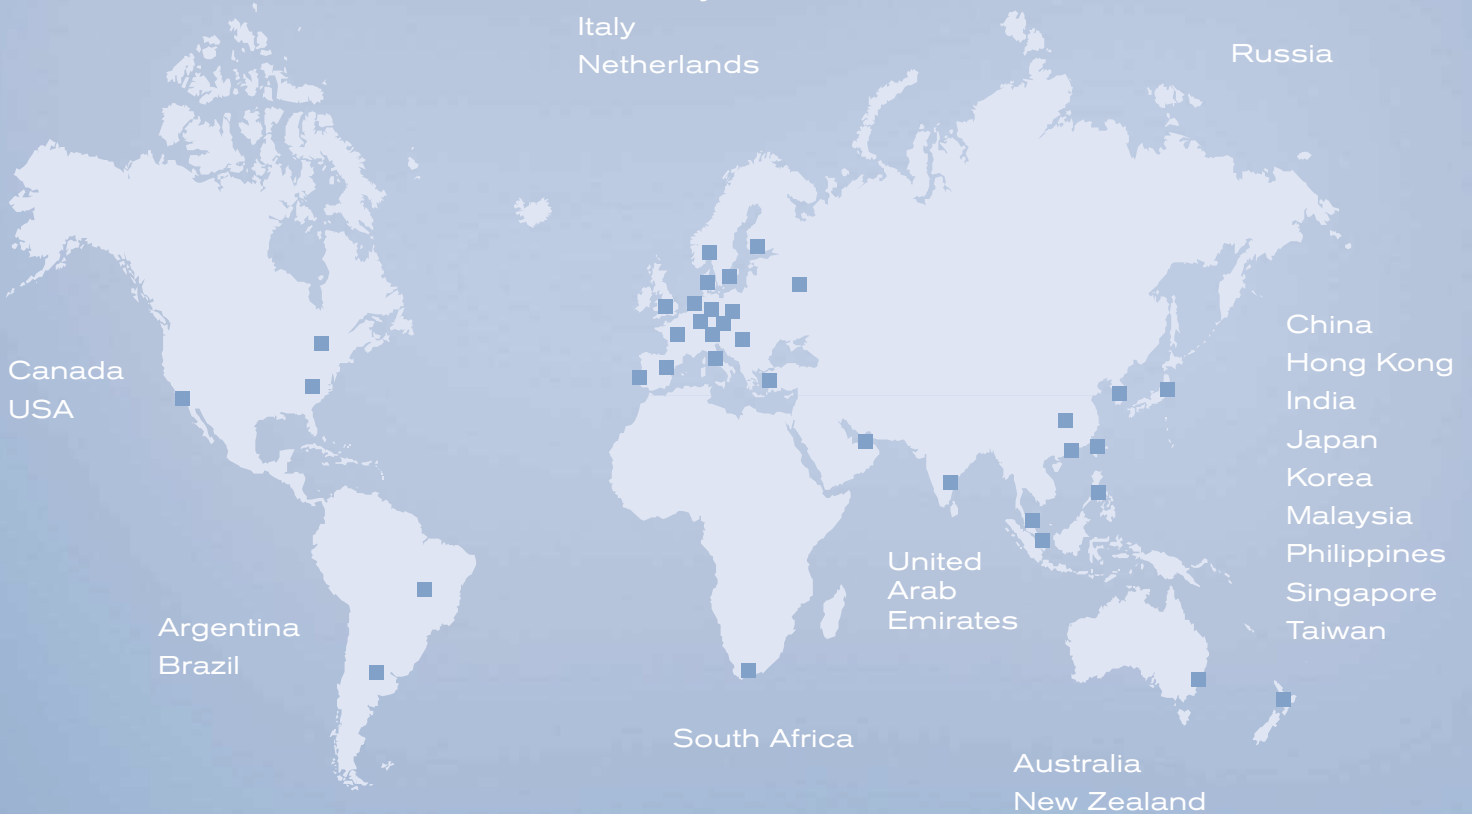 Italy
Netherlands
Russia
Canada
USA
China
Hong Kong
India
Japan
Korea
Malaysia
Philippines
Singapore
Taiwan
United
Arab
Emirates
Argentina
Brazil
South Africa
Australia
New Zealand